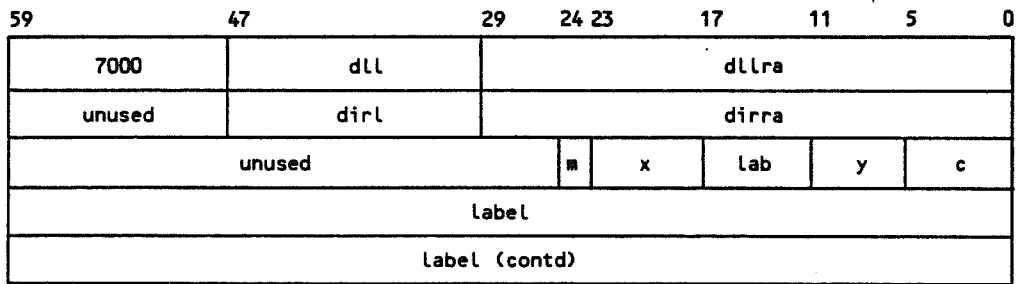 59 47 29 24 23 17 11 5 0
7000 dll dllra
unused dirl dirra
unused m x lab y c
label
label (contd)